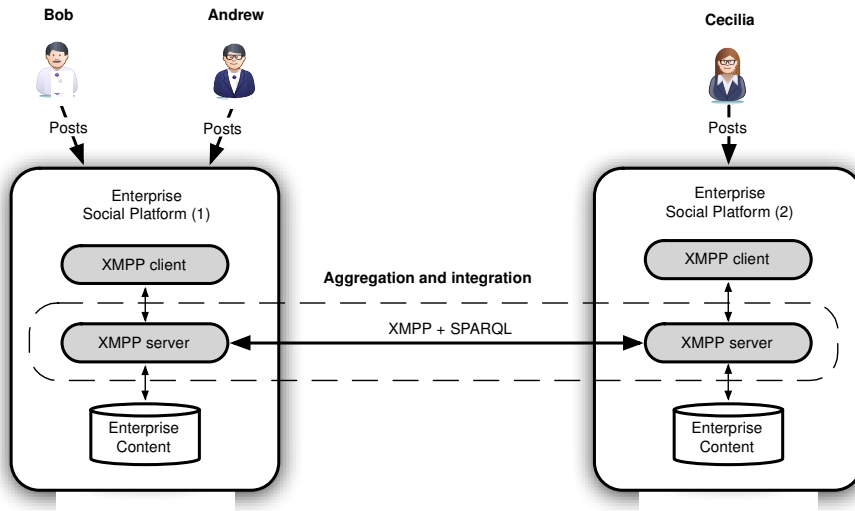 Bob
Andrew
Cecilia
Posts
Posts
Posts
Enterprise
Social Platform (1)
XMPP client
XMPP server
Enterprise
Content
Aggregation and integration
XMPP + SPARQL
Enterprise
Social Platform (2)
XMPP client
XMPP server
Enterprise
Content